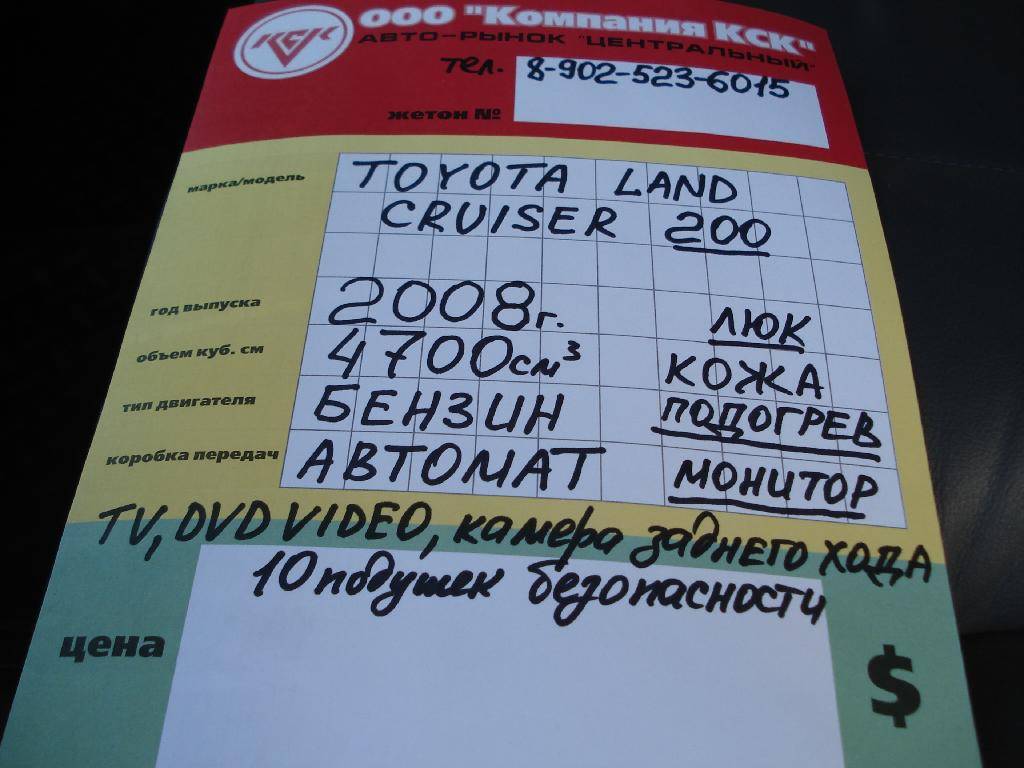 КСК
ООО "Компания КСК"
АВТО-РЫНОК "ЦЕНТРАЛЬНЫЙ"
тел. 8-902-523-6015
жетон №
марка/модель TOYOTA LAND
CRUISER 200
год выпуска 2008г. ЛЮК
объем куб. см 4700см³ КОЖА
тип двигателя БЕНЗИН ПОДОГРЕВ
коробка передач АВТОМАТ МОНИТОР
TV, DVD VIDEO, камера заднего хода
10 подушек безопасности
цена $